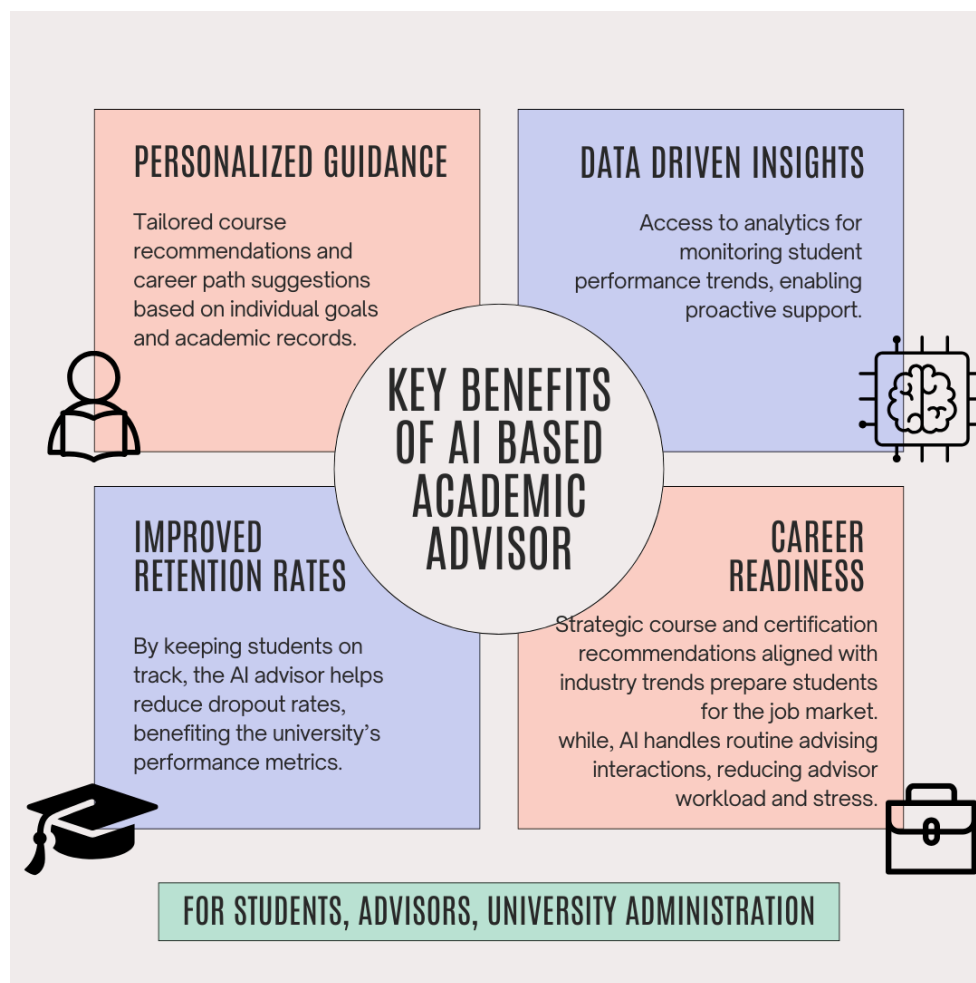 PERSONALIZED GUIDANCE
Tailored course
recommendations and
career path suggestions
based on individual goals
and academic records.
DATA DRIVEN INSIGHTS
Access to analytics for
monitoring student
performance trends, enabling
proactive support.
KEY BENEFITS
OF AI BASED
ACADEMIC
ADVISOR
IMPROVED
RETENTION RATES
By keeping students on
track, the AI advisor helps
reduce dropout rates,
benefiting the university’s
performance metrics.
CAREER
READINESS
Strategic course and certification
recommendations aligned with
industry trends prepare students
for the job market.
while, AI handles routine advising
interactions, reducing advisor
workload and stress.
FOR STUDENTS, ADVISORS, UNIVERSITY ADMINISTRATION